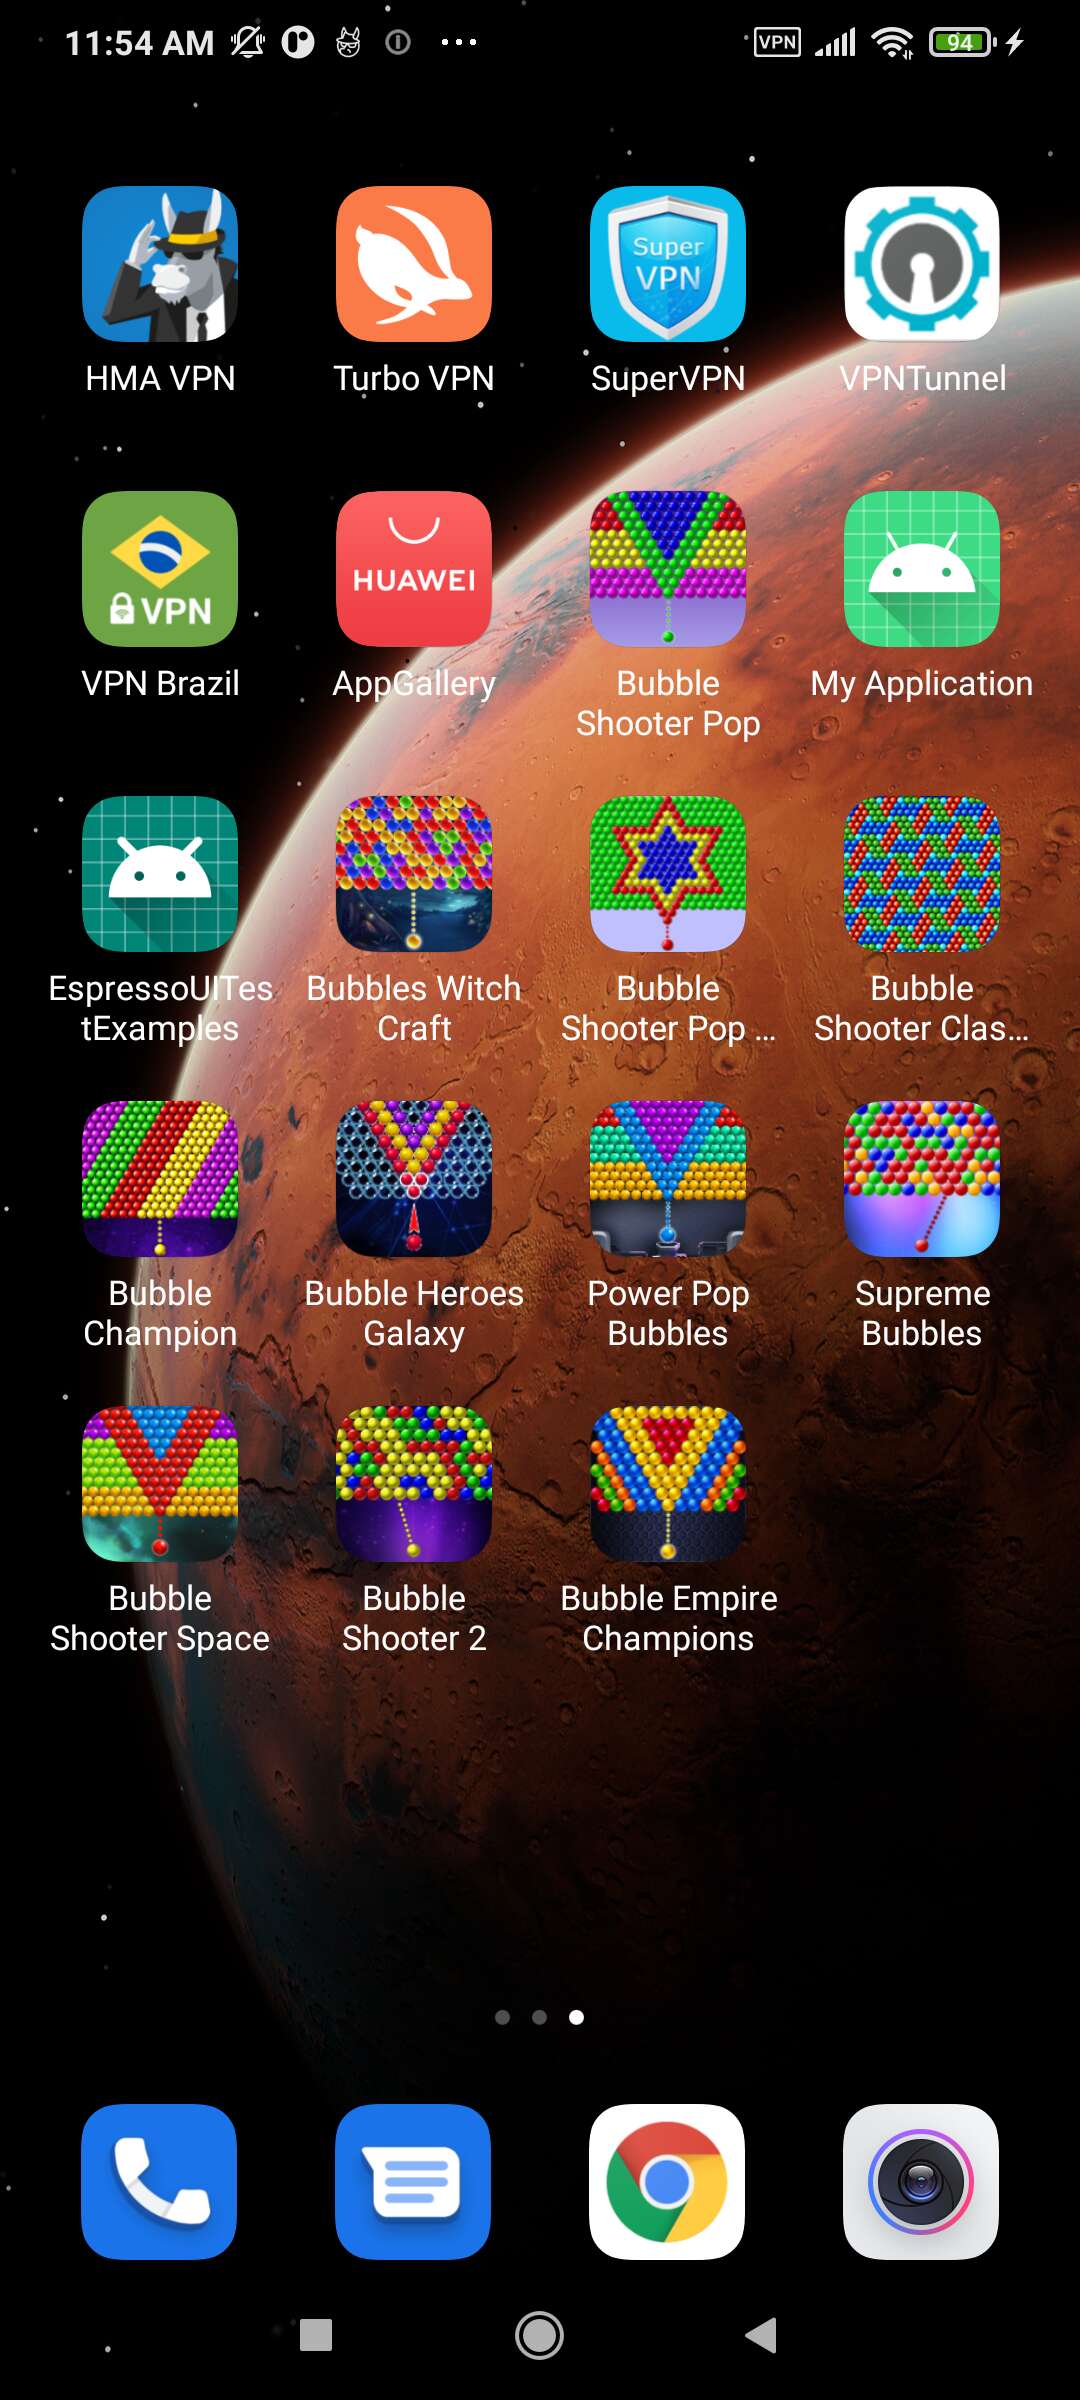 11:54 AM
VPN
94
Super
VPN
HMA VPN
Turbo VPN
SuperVPN
VPNTunnel
VPN
HUAWEI
VPN Brazil
AppGallery
Bubble
Shooter Pop
My Application
EspressoUITes
tExamples
Bubbles Witch
Craft
Bubble
Shooter Pop ...
Bubble
Shooter Clas...
Bubble
Champion
Bubble Heroes
Galaxy
Power Pop
Bubbles
Supreme
Bubbles
Bubble
Shooter Space
Bubble
Shooter 2
Bubble Empire
Champions